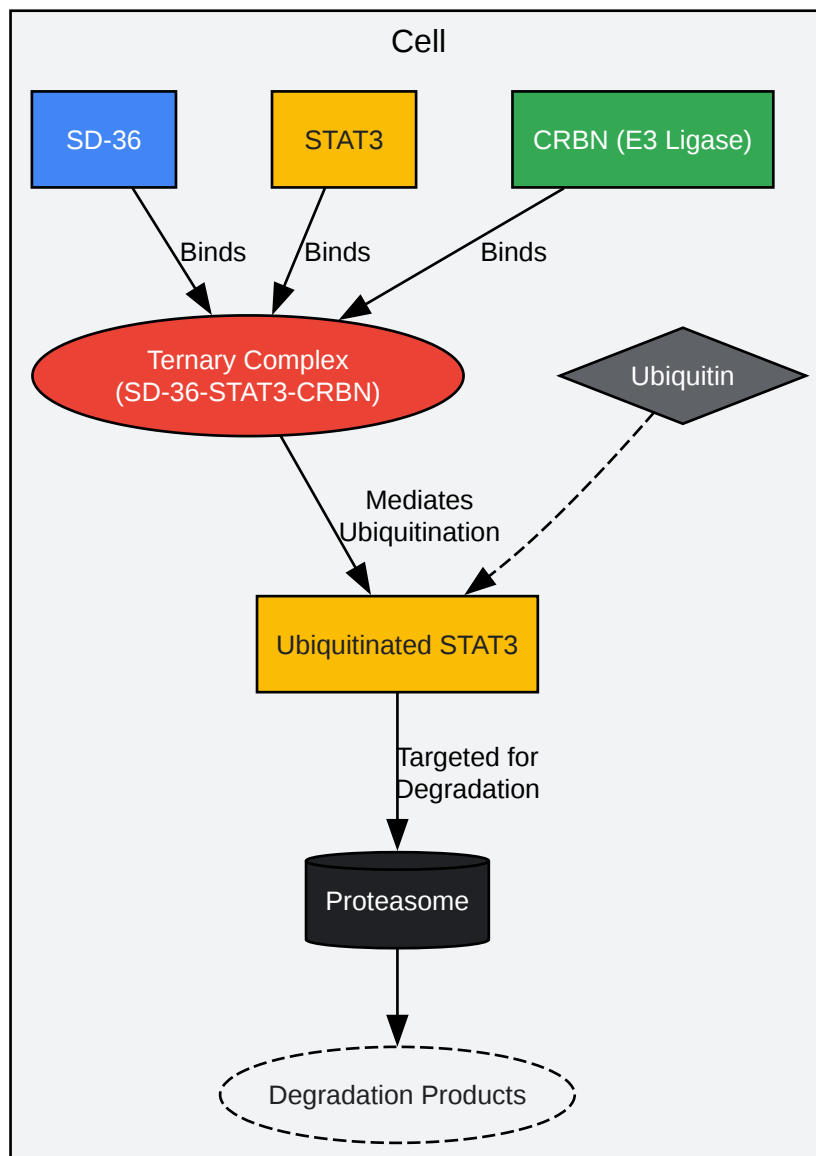 Cell
SD-36
STAT3
CRBN (E3 Ligase)
Binds
Binds
Binds
Ternary Complex
(SD-36-STAT3-CRBN)
Ubiquitin
Mediates
Ubiquitination
Ubiquitinated STAT3
Targeted for
Degradation
Proteasome
Degradation Products